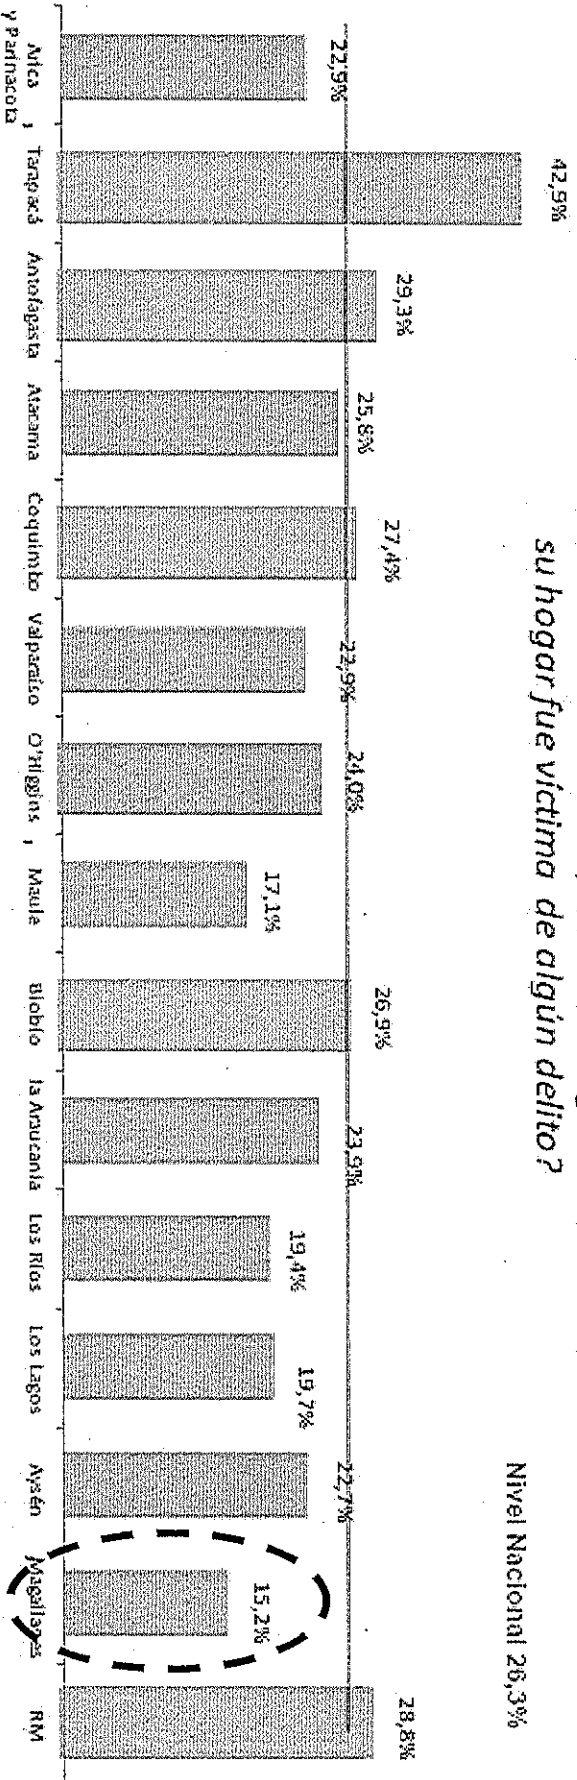 su hogar fue víctima de algún delito?
Nivel Nacional 26,3%
22,9%
42,9%
29,3%
25,8%
27,4%
22,9%
24,0%
17,1%
26,9%
23,9%
19,4%
19,7%
22,7%
15,2%
28,8%
Arica
y Parinacota
Tarapacá
Antofagasta
Atacama
Coquimbo
Valparaíso
O'Higgins
Maule
Biobío
la Araucanía
Los Ríos
Los Lagos
Aysén
Magallanes
RM